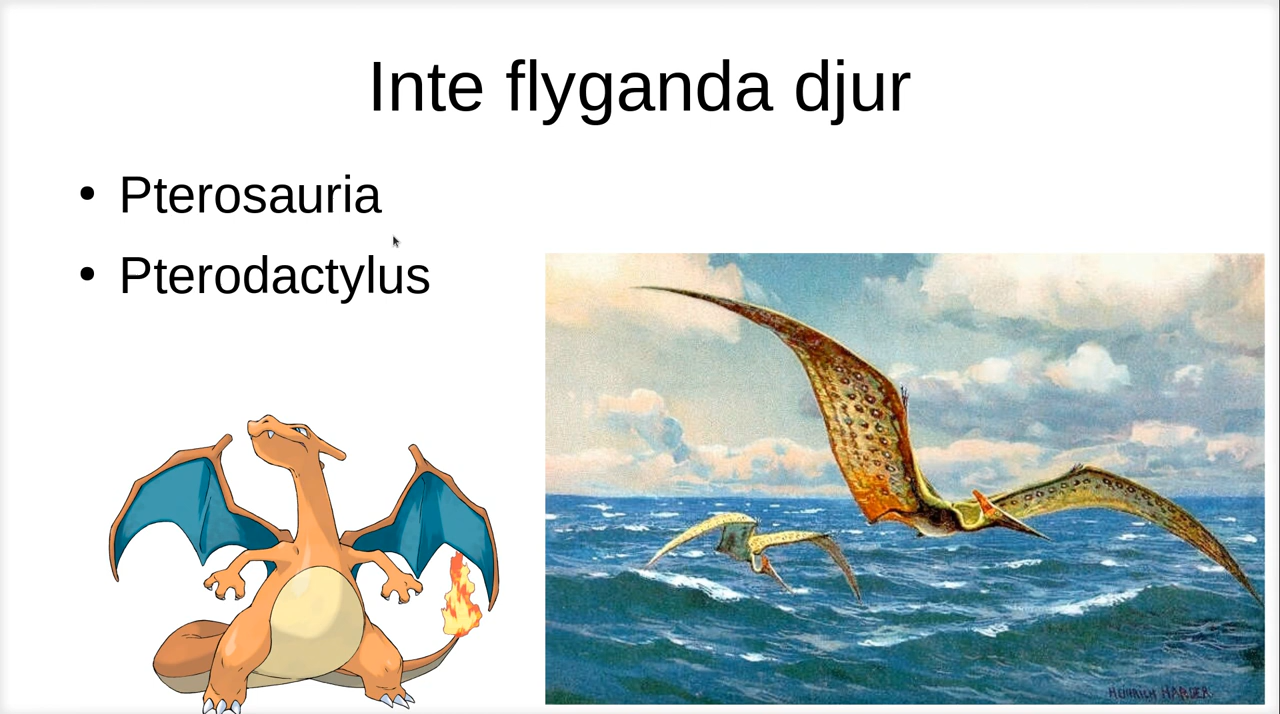 Inte flyganda djur
Pterosauria
Pterodactylus
HEINRICH HARDER